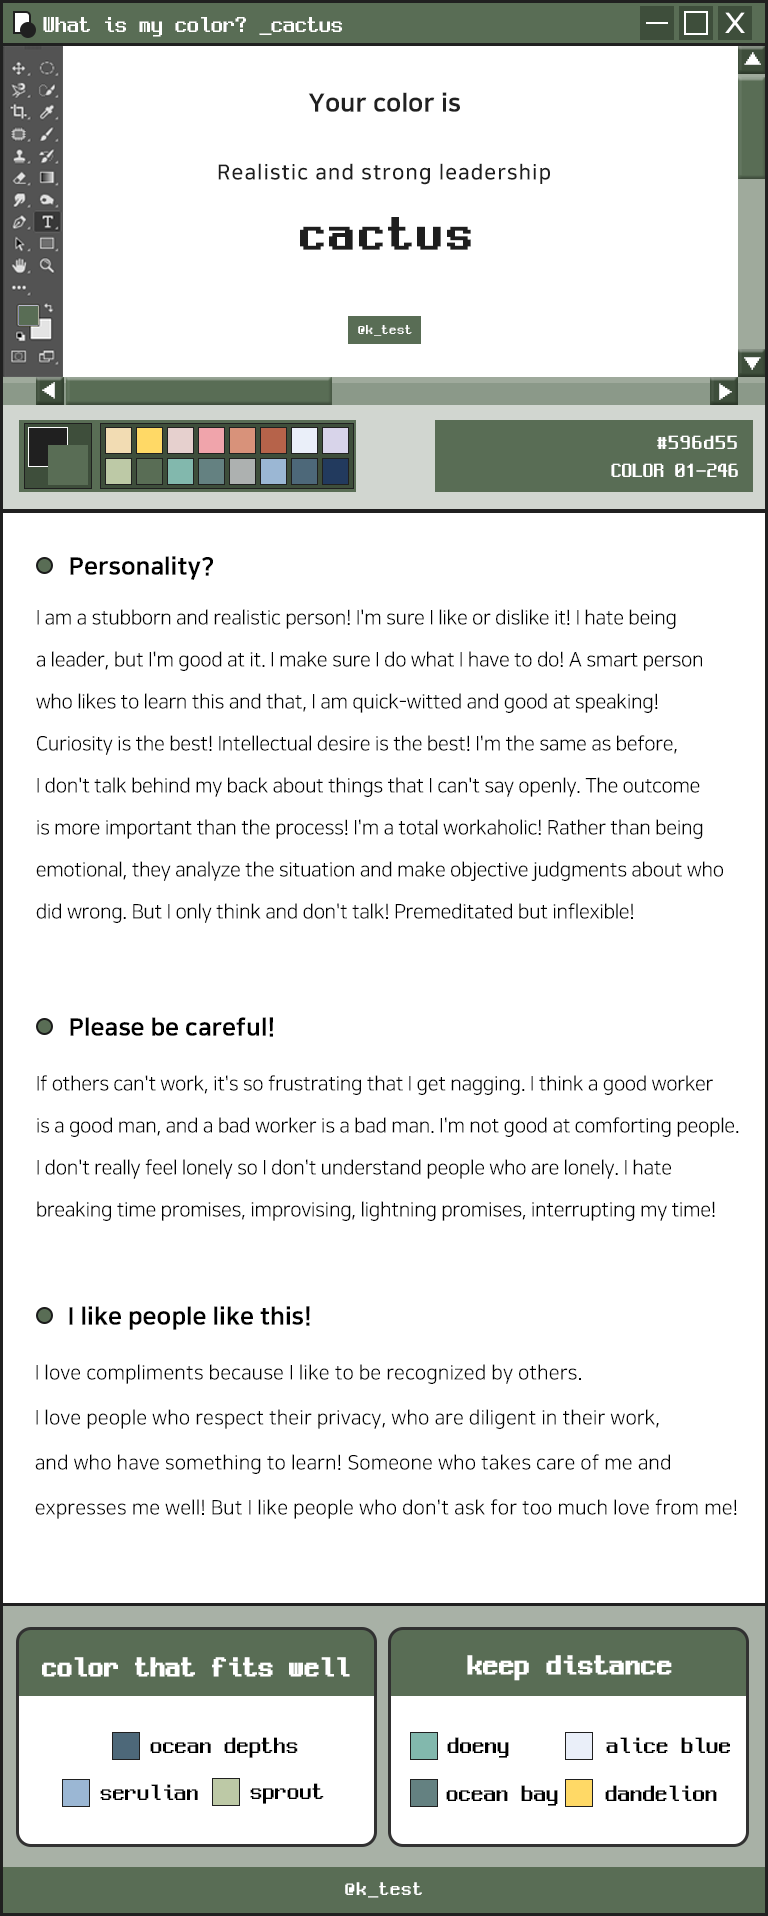 What is my color? _cactus
Your color is
Realistic and strong leadership
cactus
@k_test
T
#596d55
COLOR 01-246
Personality?
I am a stubborn and realistic person! I'm sure I like or dislike it! I hate being
a leader, but I'm good at it. I make sure I do what I have to do! A smart person
who likes to learn this and that, I am quick-witted and good at speaking!
Curiosity is the best! Intellectual desire is the best! I'm the same as before,
I don't talk behind my back about things that I can't say openly. The outcome
is more important than the process! I'm a total workaholic! Rather than being
emotional, they analyze the situation and make objective judgments about who
did wrong. But I only think and don't talk! Premeditated but inflexible!
Please be careful!
If others can't work, it's so frustrating that I get nagging. I think a good worker
is a good man, and a bad worker is a bad man. I'm not good at comforting people.
I don't really feel lonely so I don't understand people who are lonely. I hate
breaking time promises, improvising, lightning promises, interrupting my time!
I like people like this!
I love compliments because I like to be recognized by others.
I love people who respect their privacy, who are diligent in their work,
and who have something to learn! Someone who takes care of me and
expresses me well! But I like people who don't ask for too much love from me!
color that fits well
ocean depths
serulian
sprout
keep distance
doeny
alice blue
ocean bay
dandelion
@k_test